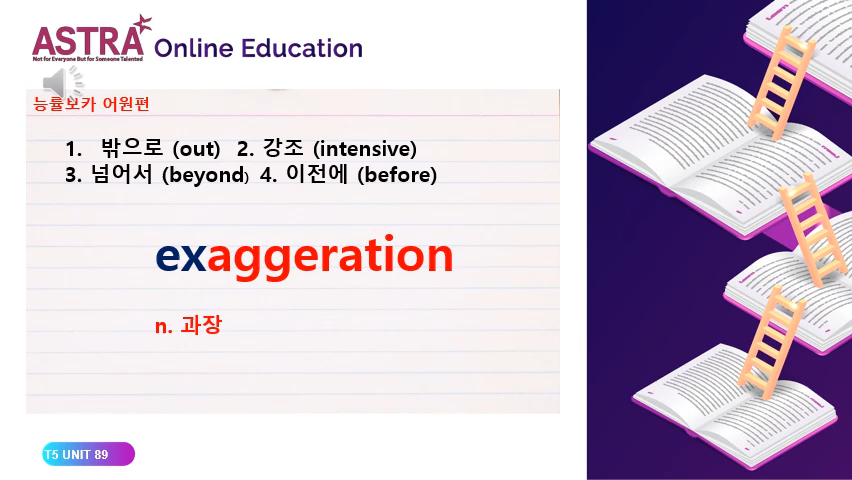 ASTRA Online Education
Not for Everyone But for Someone Talented
능률보카 어원편
1. 밖으로 (out) 2. 강조 (intensive)
3. 넘어서 (beyond) 4. 이전에 (before)
exaggeration
n. 과장
T5 UNIT 89